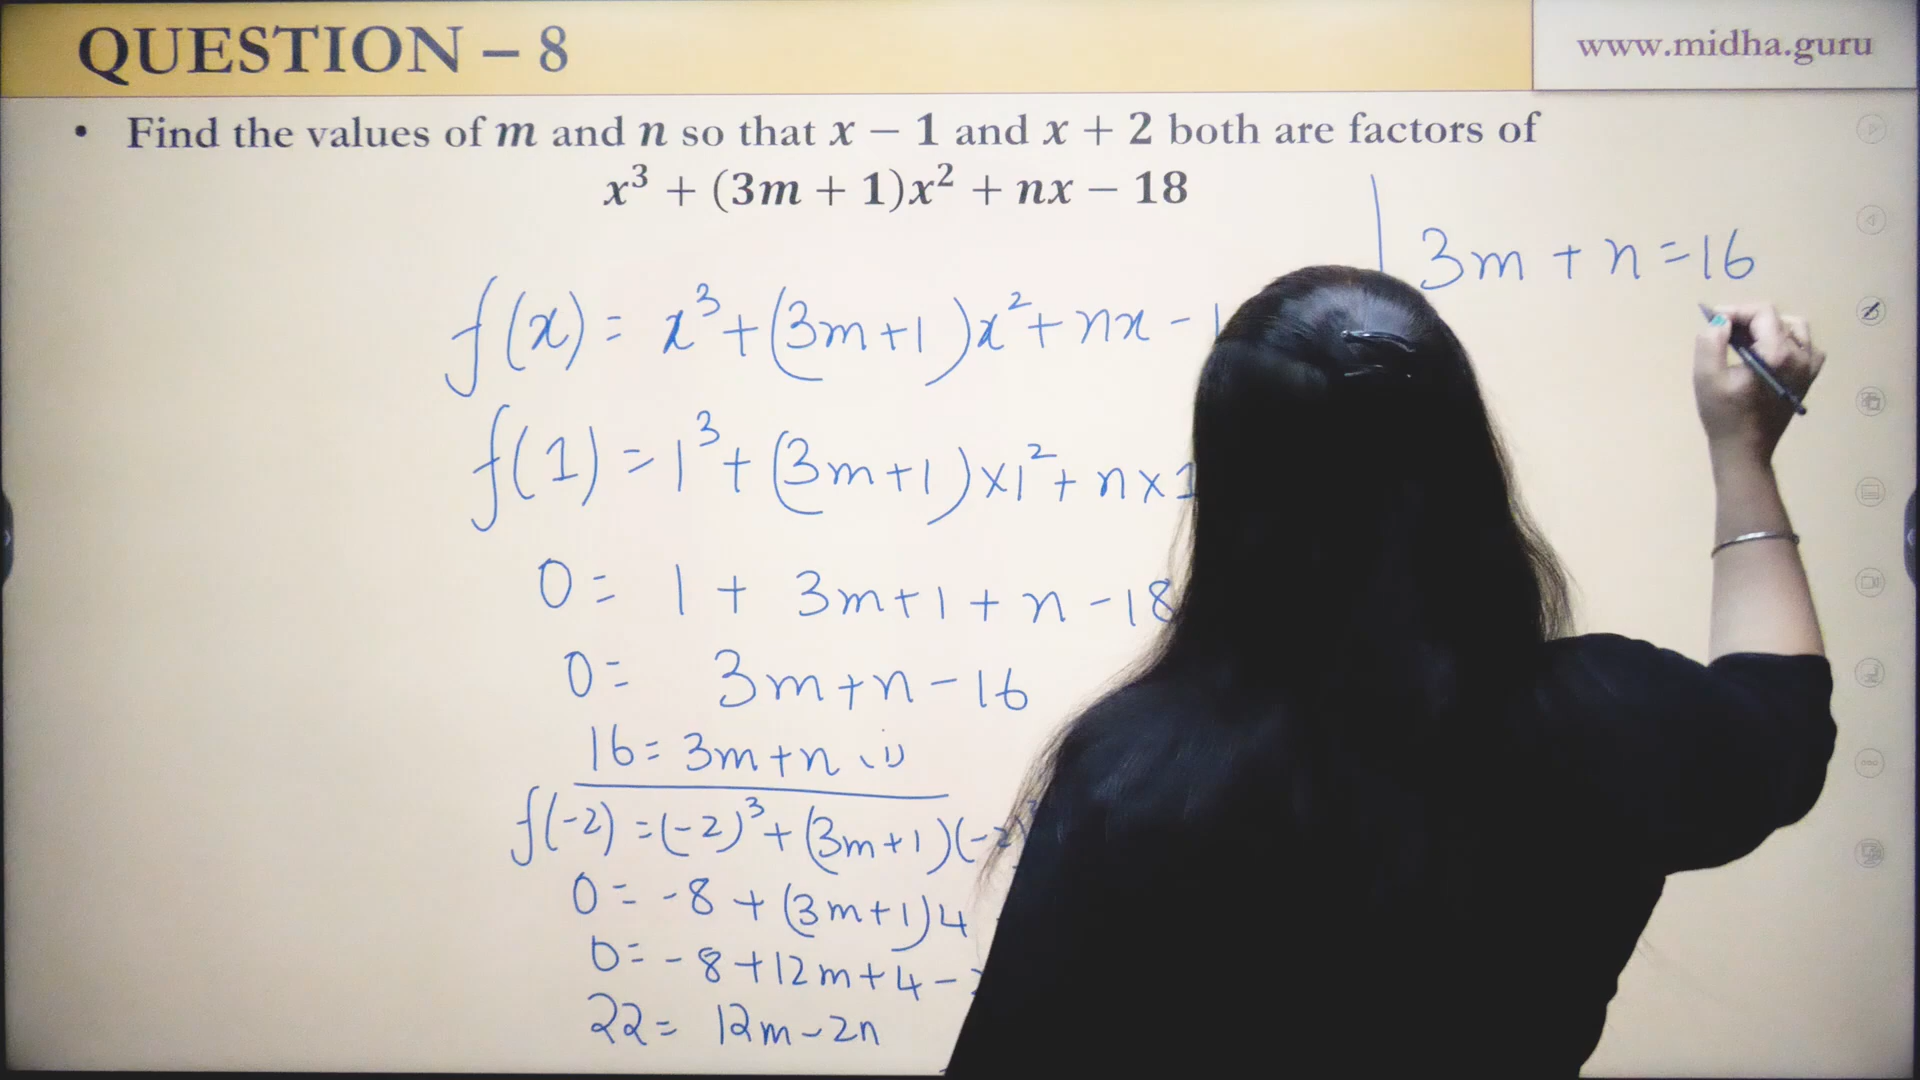 QUESTION – 8
www.midha.guru
• Find the values of m and n so that x − 1 and x + 2 both are factors of
x³ + (3m + 1)x² + nx − 18
3m + n = 16
f(x) = x³ + (3m+1)x² + nx - 1
f(1) = 1³ + (3m+1)x1² + nx1
0 = 1 + 3m+1 + n - 18
0 = 3m+n - 16
16 = 3m+n (i)
f(-2) = (-2)³ + (3m+1)(-2)
0 = -8 + (3m+1)4
0 = -8 + 12m + 4 -
22 = 12m - 2n